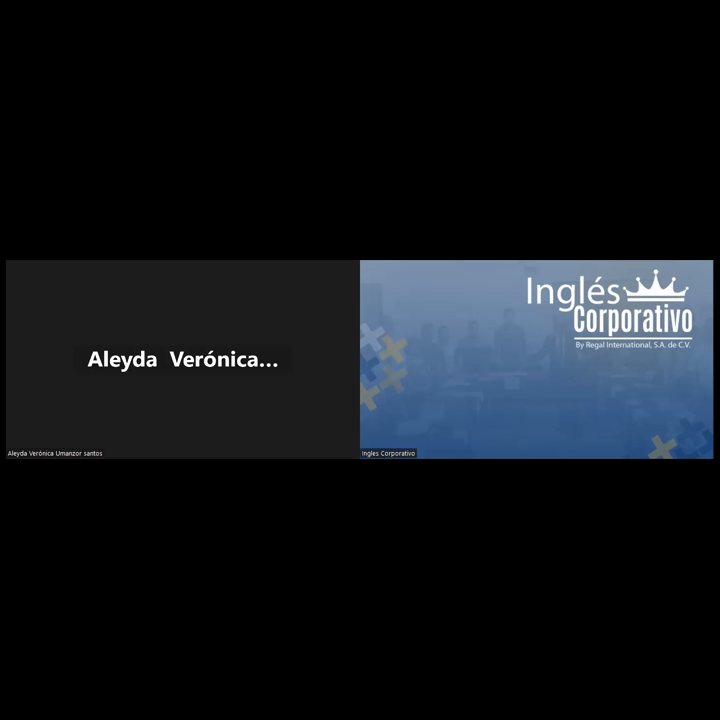 Aleyda Verónica...
Aleyda Verónica Umanzor santos
Inglés
Corporativo
By Regal International, S.A. de C.V.
Ingles Corporativo